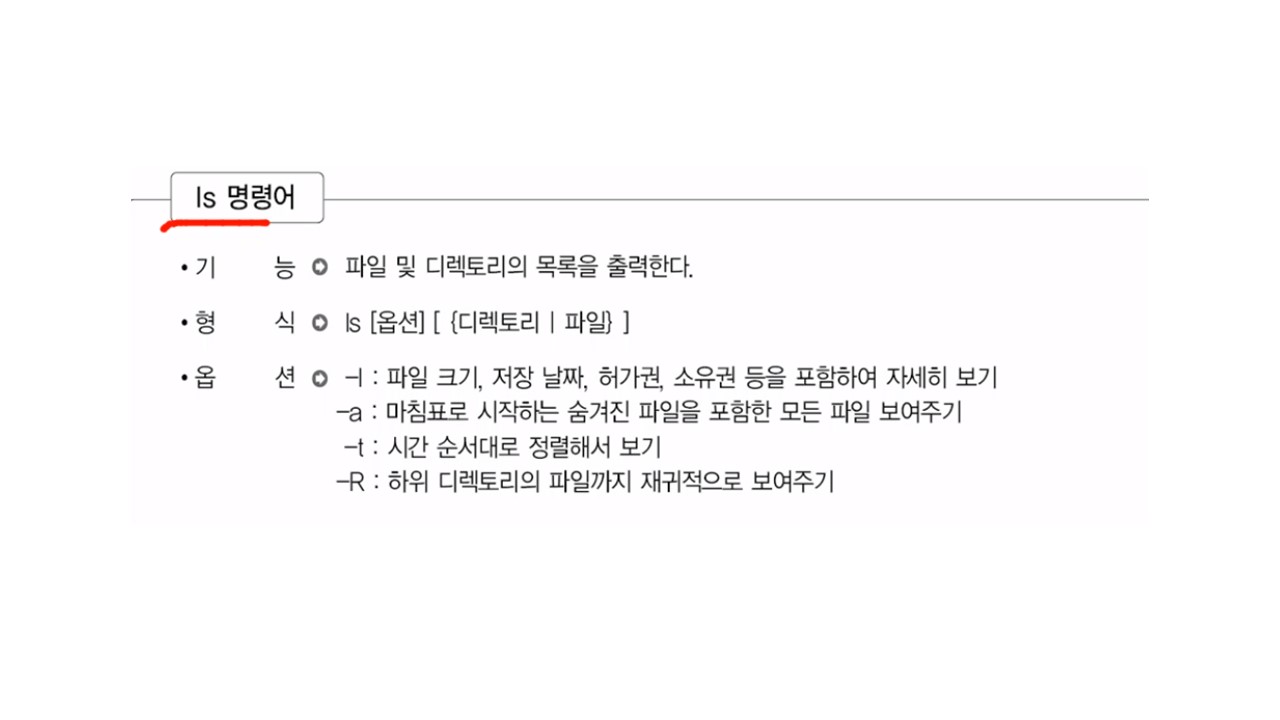 ls 명령어
• 기 능 ➲ 파일 및 디렉토리의 목록을 출력한다.
• 형 식 ➲ ls [옵션] [ {디렉토리 | 파일} ]
• 옵 션 ➲ -l : 파일 크기, 저장 날짜, 허가권, 소유권 등을 포함하여 자세히 보기
-a : 마침표로 시작하는 숨겨진 파일을 포함한 모든 파일 보여주기
-t : 시간 순서대로 정렬해서 보기
-R : 하위 디렉토리의 파일까지 재귀적으로 보여주기